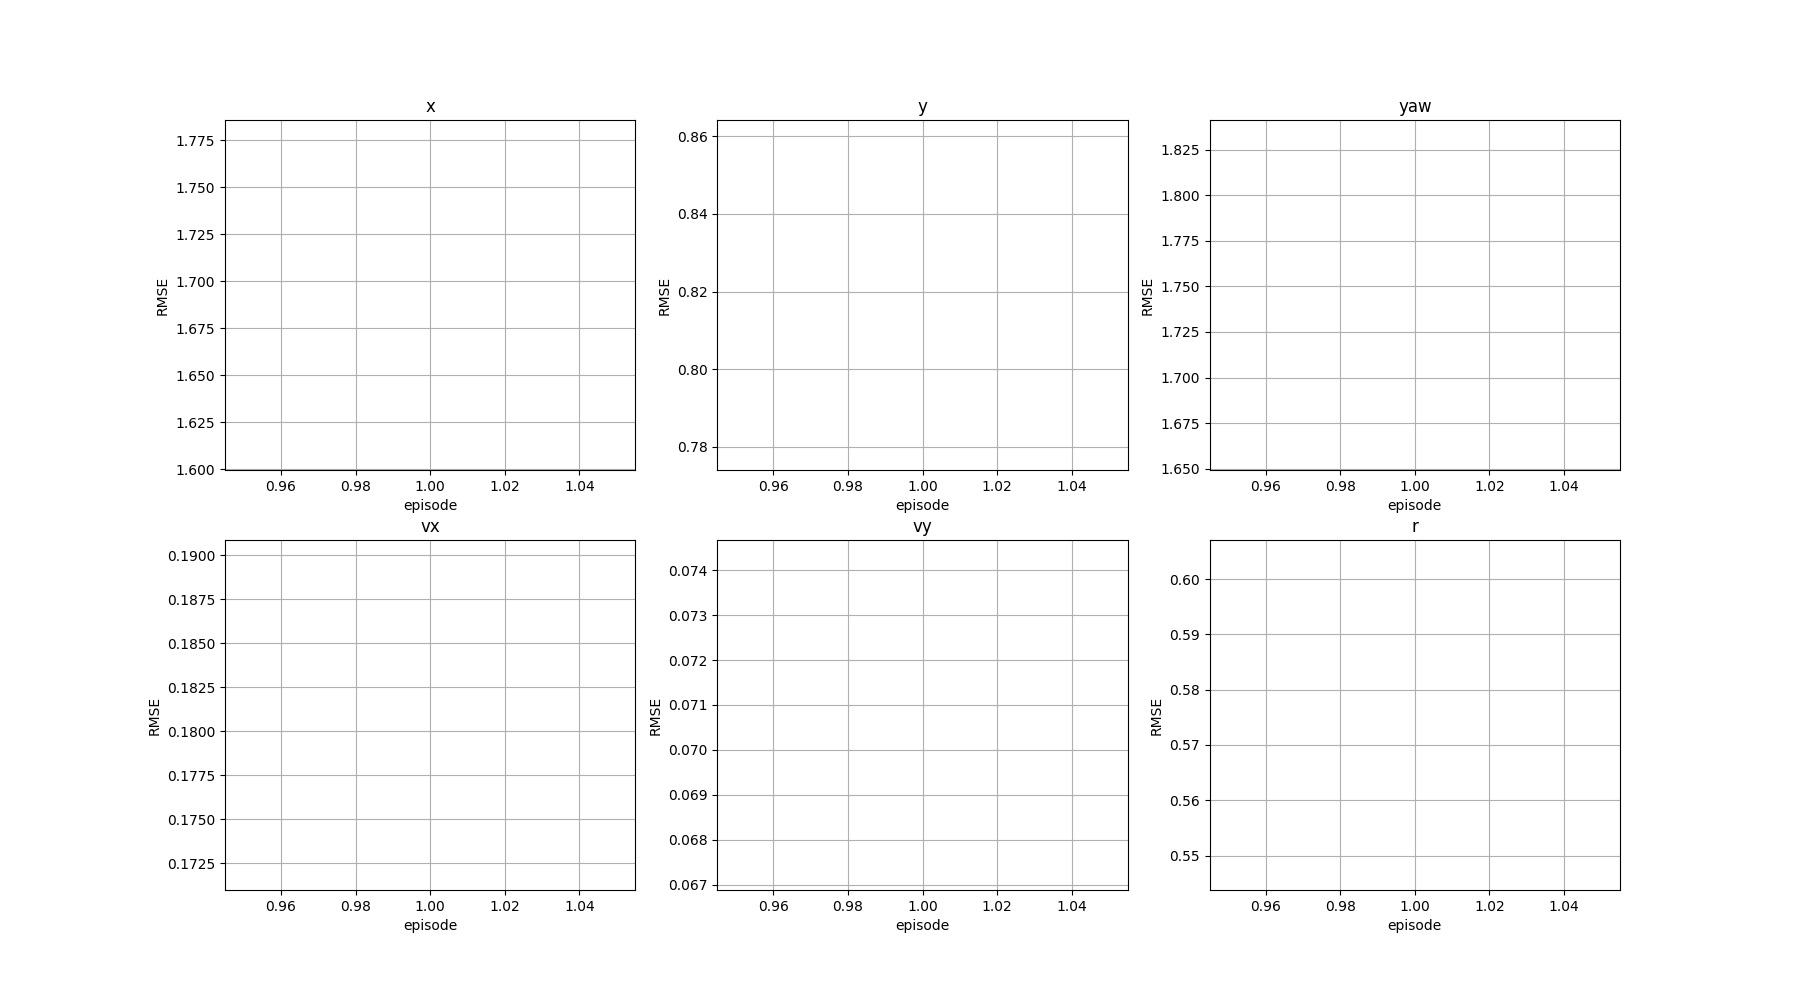 x
1.775
1.750
1.725
1.700
1.675
1.650
1.625
1.600
RMSE
0.96 0.98 1.00 1.02 1.04
episode
y
0.86
0.84
0.82
0.80
0.78
RMSE
0.96 0.98 1.00 1.02 1.04
episode
yaw
1.825
1.800
1.775
1.750
1.725
1.700
1.675
1.650
RMSE
0.96 0.98 1.00 1.02 1.04
episode
vx
0.1900
0.1875
0.1850
0.1825
0.1800
0.1775
0.1750
0.1725
RMSE
0.96 0.98 1.00 1.02 1.04
episode
vy
0.074
0.073
0.072
0.071
0.070
0.069
0.068
0.067
RMSE
0.96 0.98 1.00 1.02 1.04
episode
r
0.60
0.59
0.58
0.57
0.56
0.55
RMSE
0.96 0.98 1.00 1.02 1.04
episode